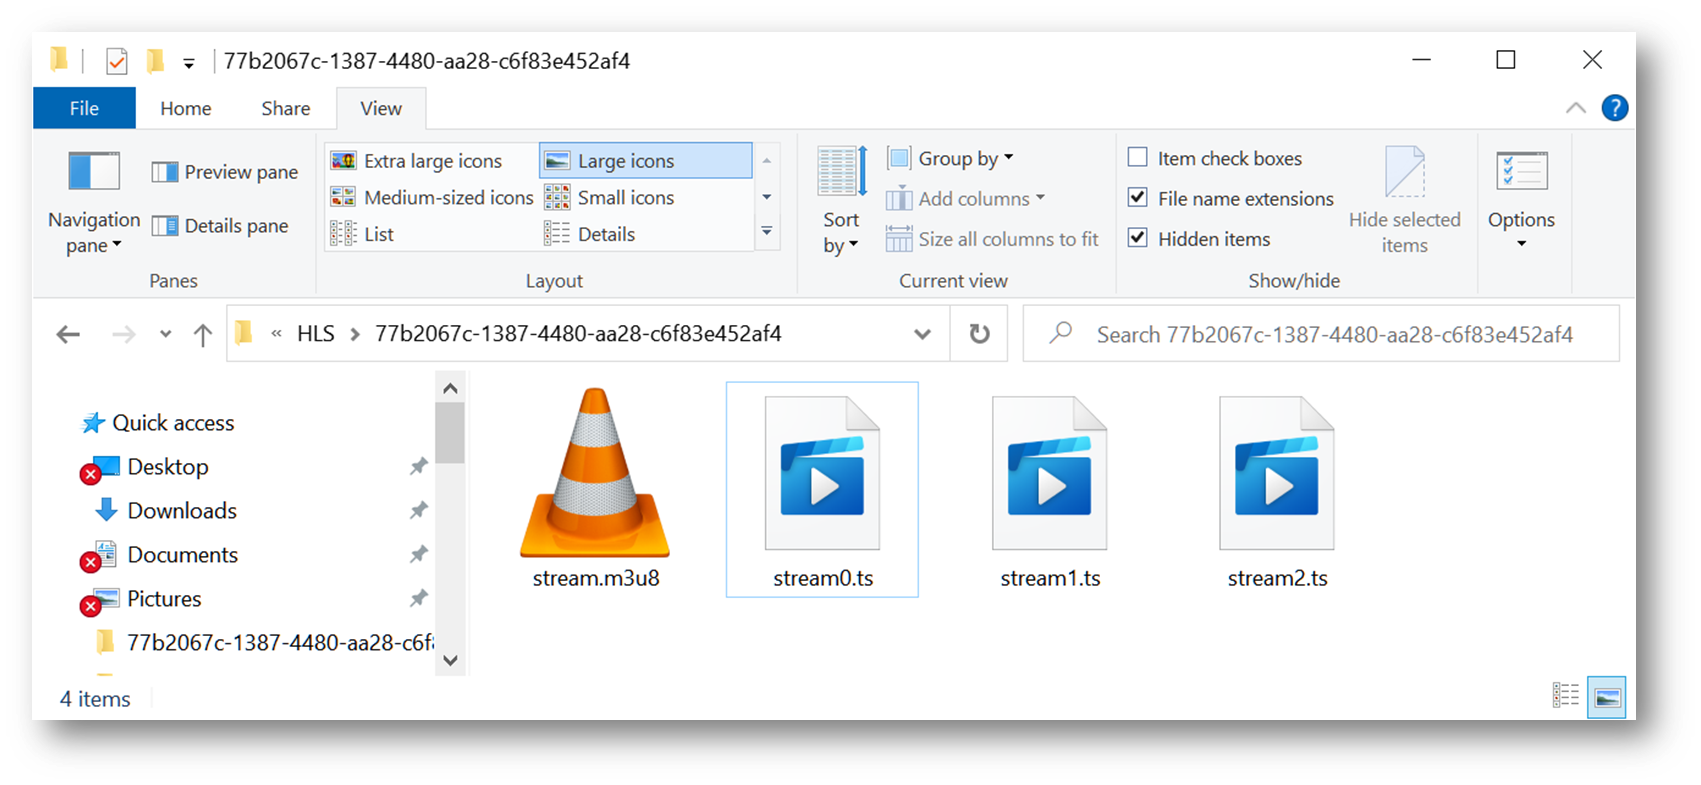 77b2067c-1387-4480-aa28-c6f83e452af4
File Home Share View
?
Navigation pane
Preview pane
Details pane
Panes
Extra large icons Large icons
Medium-sized icons Small icons
List Details
Layout
Sort by
Group by
Add columns
Size all columns to fit
Current view
Item check boxes
File name extensions
Hidden items
Hide selected items
Show/hide
Options
« HLS > 77b2067c-1387-4480-aa28-c6f83e452af4
Search 77b2067c-1387-4480-aa28-c6f83e452af4
Quick access
Desktop
Downloads
Documents
Pictures
77b2067c-1387-4480-aa28-c6f
stream.m3u8 stream0.ts stream1.ts stream2.ts
4 items